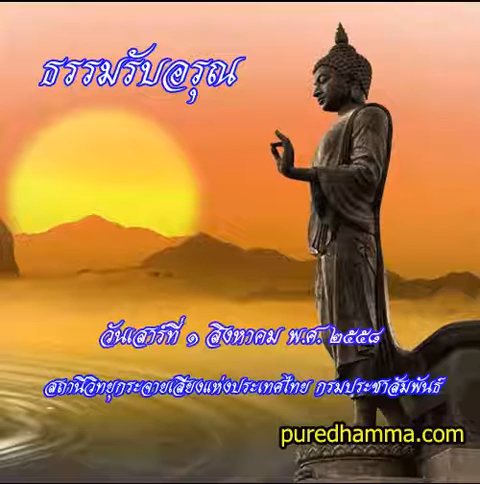 ธรรมรับอรุณ
วันเสาร์ที่ ๑ สิงหาคม พ.ศ. ๒๕๕๘
สถานีวิทยุกระจายเสียงแห่งประเทศไทย กรมประชาสัมพันธ์
puredhamma.com